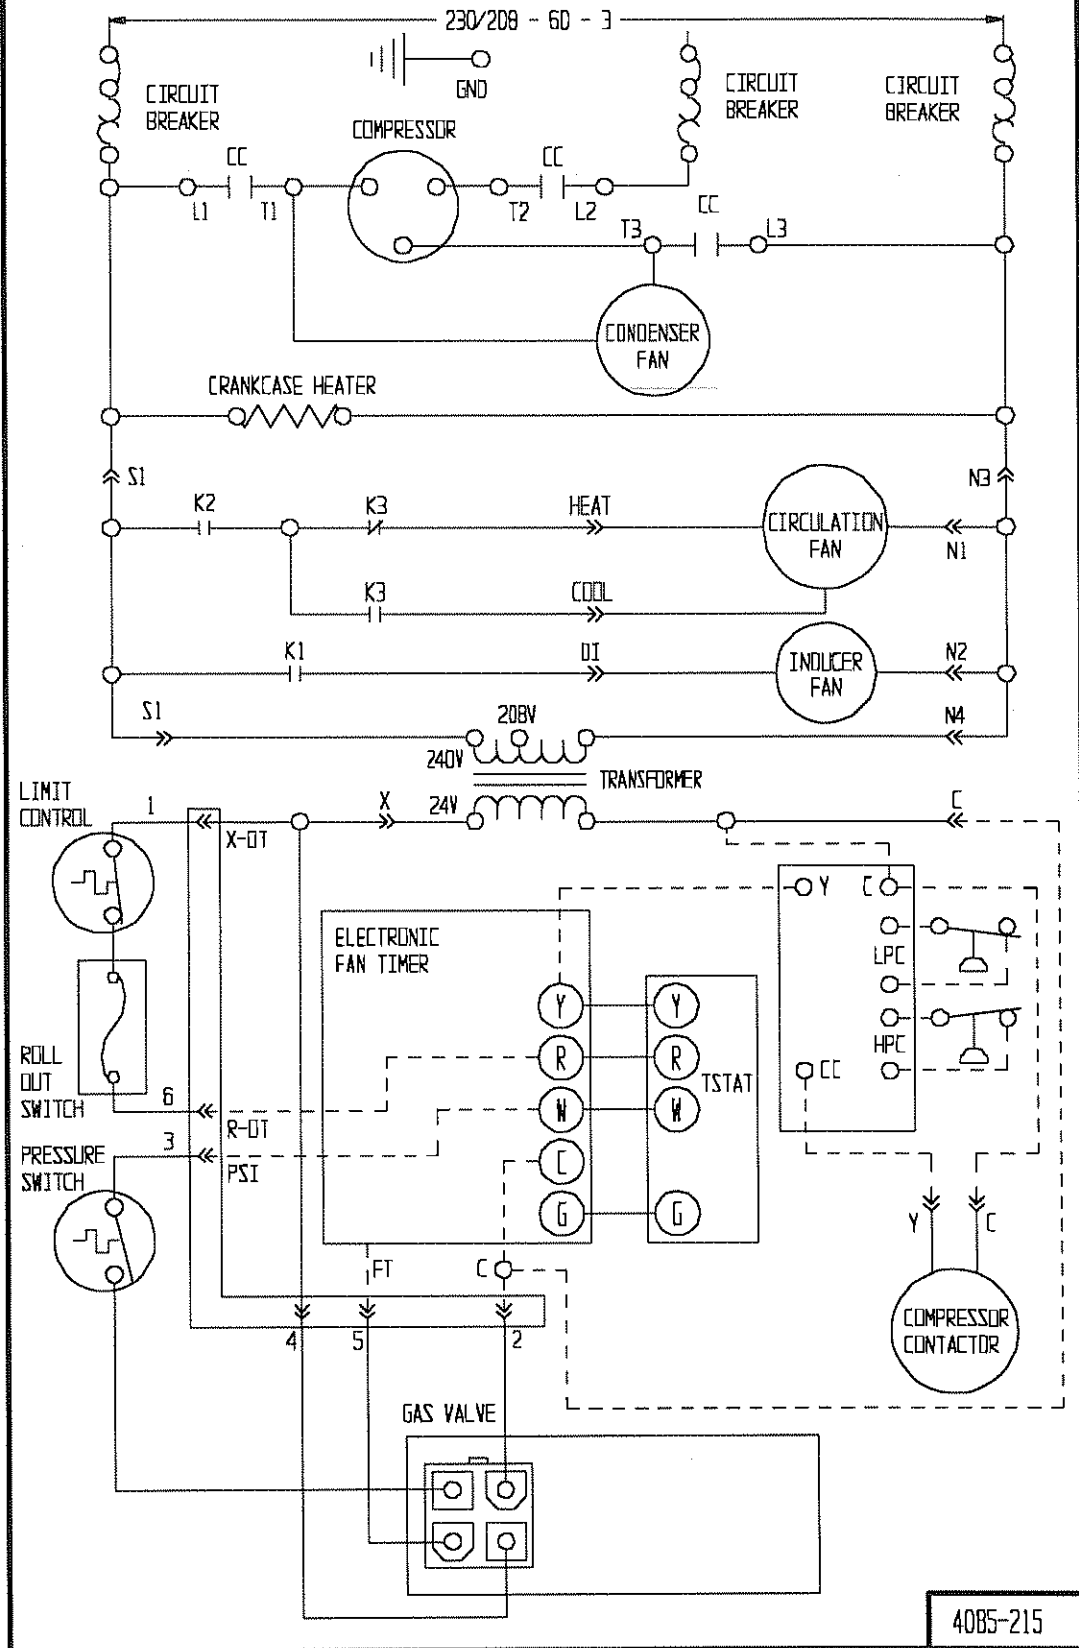 230/208 - 60 - 3
GND
CIRCUIT
BREAKER
CIRCUIT
BREAKER
CIRCUIT
BREAKER
COMPRESSOR
CC
L1
T1
CC
T2
L2
CC
T3
L3
CONDENSER
FAN
CRANKCASE HEATER
S1
N3
K2
K3
HEAT
CIRCULATION
FAN
N1
K3
COOL
K1
DI
INDUCER
FAN
N2
S1
208V
N4
240V
TRANSFORMER
LIMIT
CONTROL
1
X
24V
C
X-OT
Y
C
ELECTRONIC
FAN TIMER
LPC
Y
Y
HPC
R
R
TSTAT
CC
ROLL
OUT
SWITCH
6
W
W
R-OT
3
PRESSURE
SWITCH
PSI
C
G
G
Y
C
FT
C
4
5
2
COMPRESSOR
CONTACTOR
GAS VALVE
4085-215